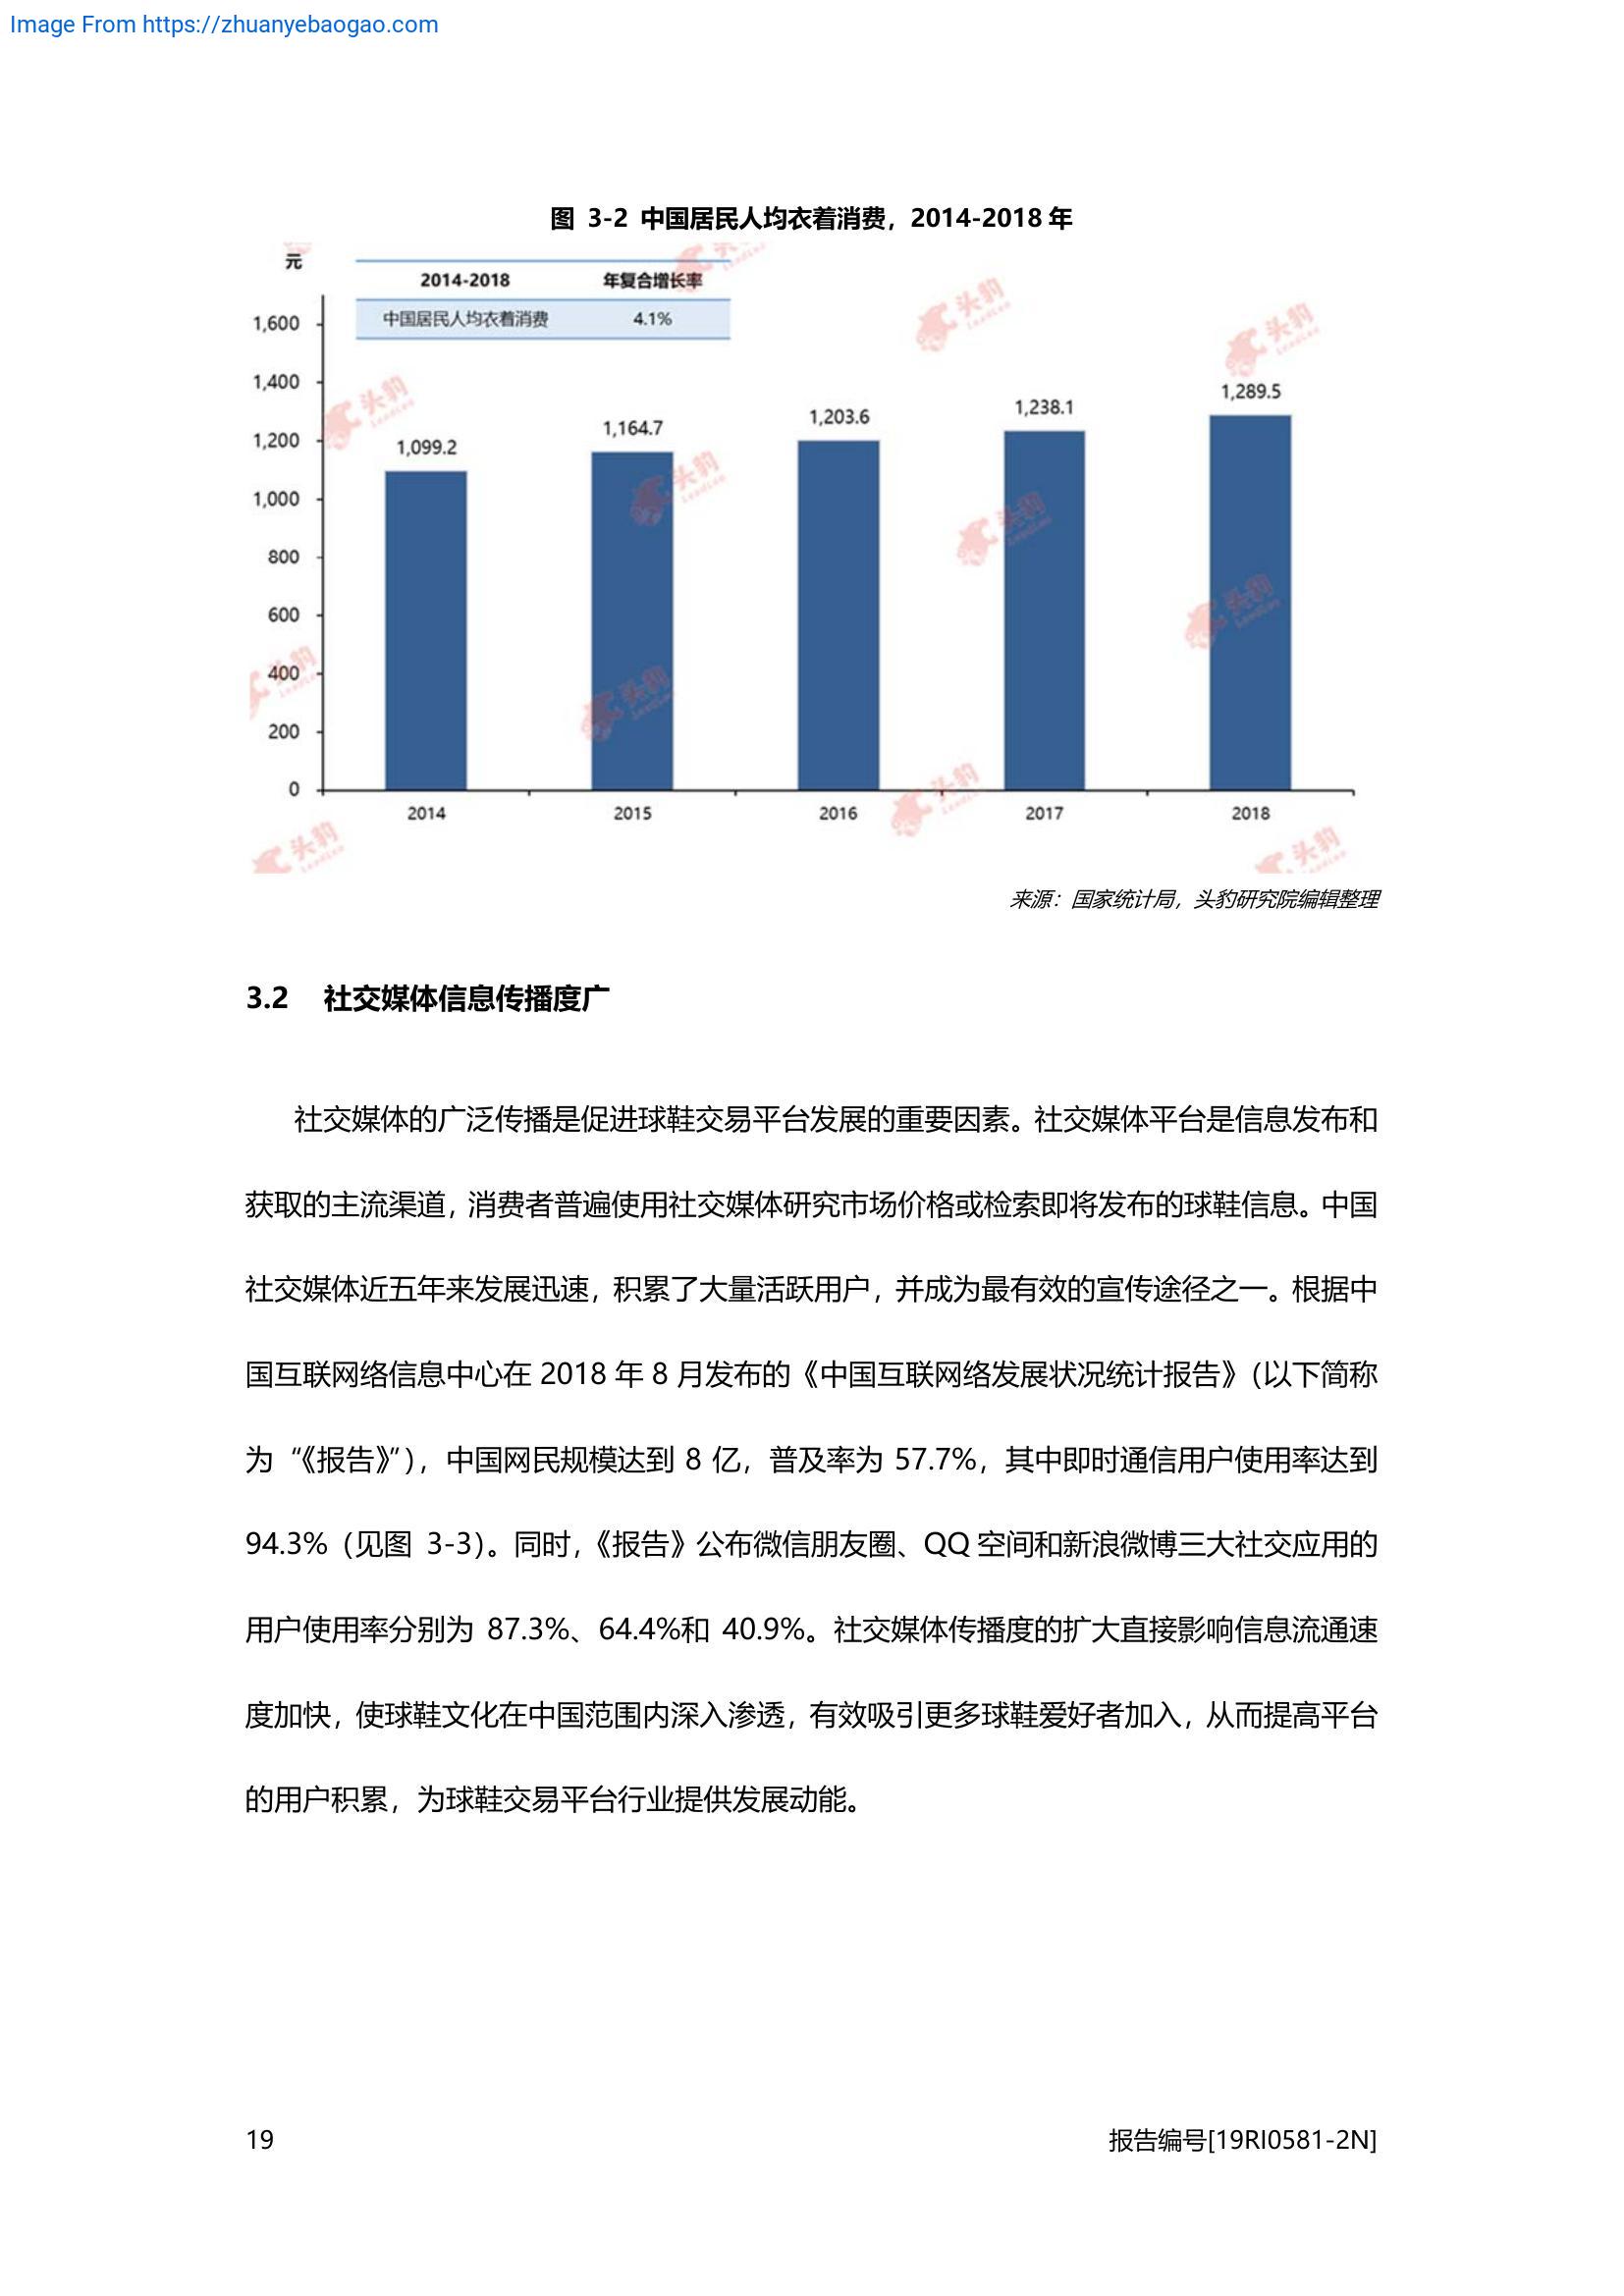 Image From https://zhuanyebaogao.com
图 3-2 中国居民人均衣着消费，2014-2018 年
元
2014-2018 年复合增长率
中国居民人均衣着消费 4.1%
1,600
1,400
1,200
1,000
800
600
400
200
0
1,099.2
1,164.7
1,203.6
1,238.1
1,289.5
2014 2015 2016 2017 2018
头豹
LeadLeo
来源：国家统计局，头豹研究院编辑整理
3.2 社交媒体信息传播度广
社交媒体的广泛传播是促进球鞋交易平台发展的重要因素。社交媒体平台是信息发布和
获取的主流渠道，消费者普遍使用社交媒体研究市场价格或检索即将发布的球鞋信息。中国
社交媒体近五年来发展迅速，积累了大量活跃用户，并成为最有效的宣传途径之一。根据中
国互联网络信息中心在 2018 年 8 月发布的《中国互联网络发展状况统计报告》（以下简称
为“《报告》”），中国网民规模达到 8 亿，普及率为 57.7%，其中即时通信用户使用率达到
94.3%（见图 3-3）。同时，《报告》公布微信朋友圈、QQ 空间和新浪微博三大社交应用的
用户使用率分别为 87.3%、64.4%和 40.9%。社交媒体传播度的扩大直接影响信息流通速
度加快，使球鞋文化在中国范围内深入渗透，有效吸引更多球鞋爱好者加入，从而提高平台
的用户积累，为球鞋交易平台行业提供发展动能。
19 报告编号[19RI0581-2N]